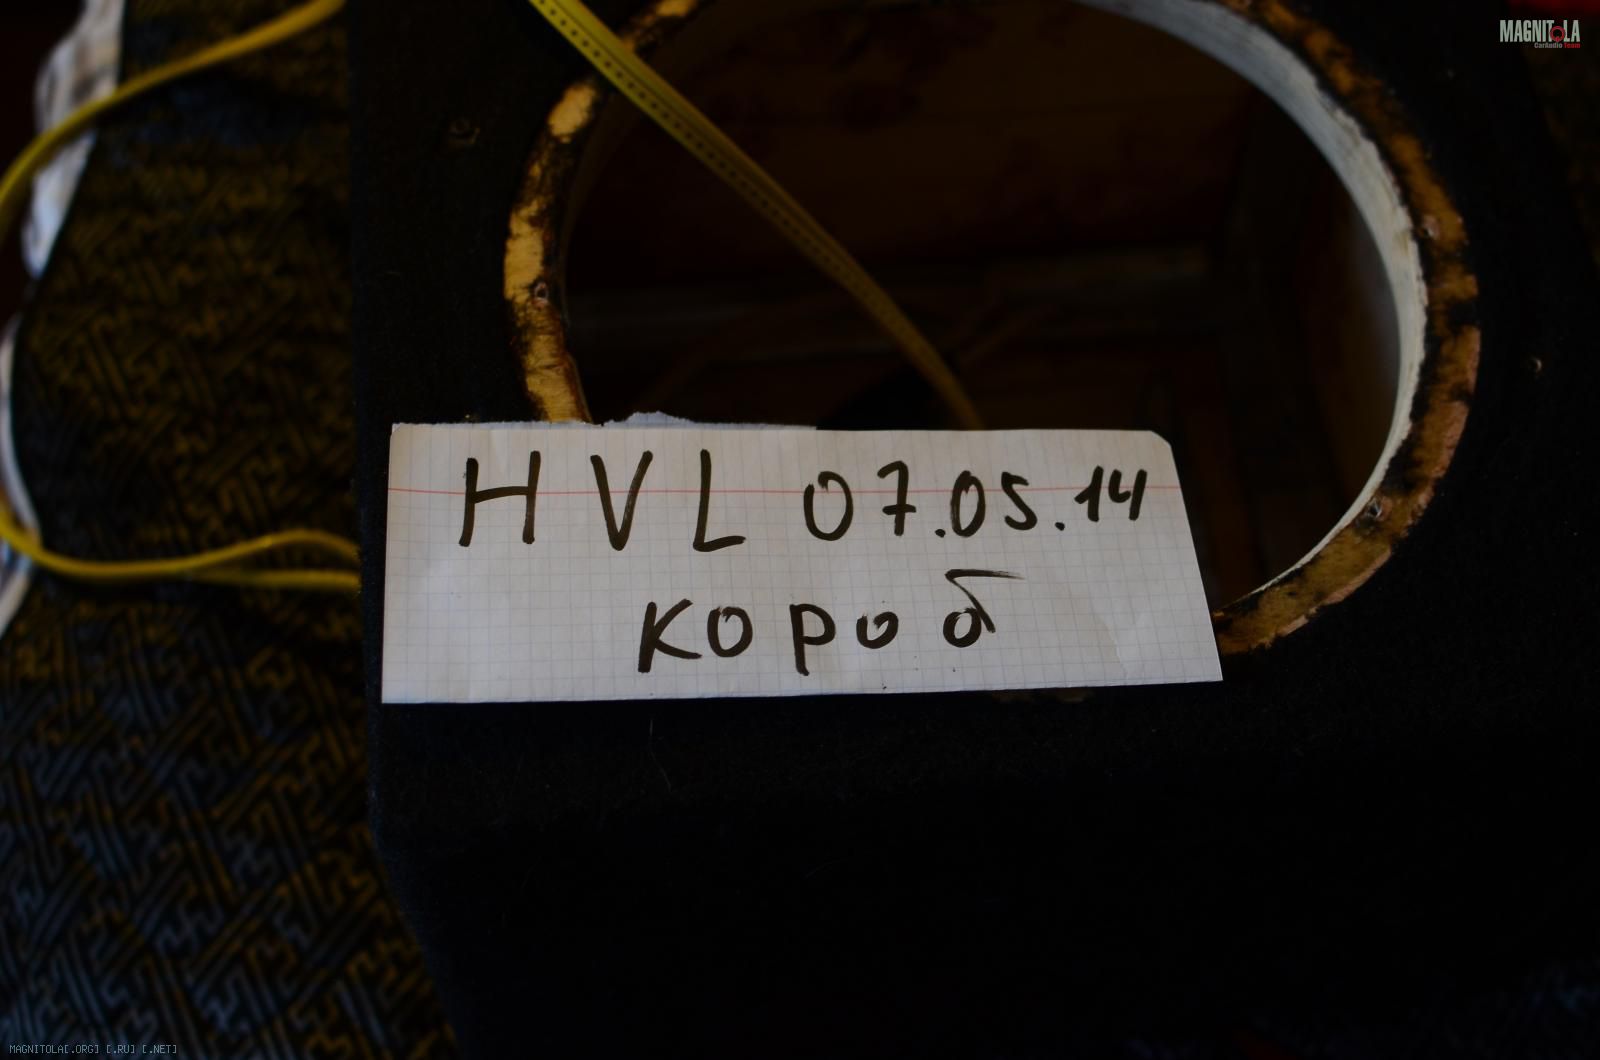 MAGNITOLA
CarAudio Team
HVL 07.05.14
короб
MAGNITOLA[.ORG] [.RU] [.NET]